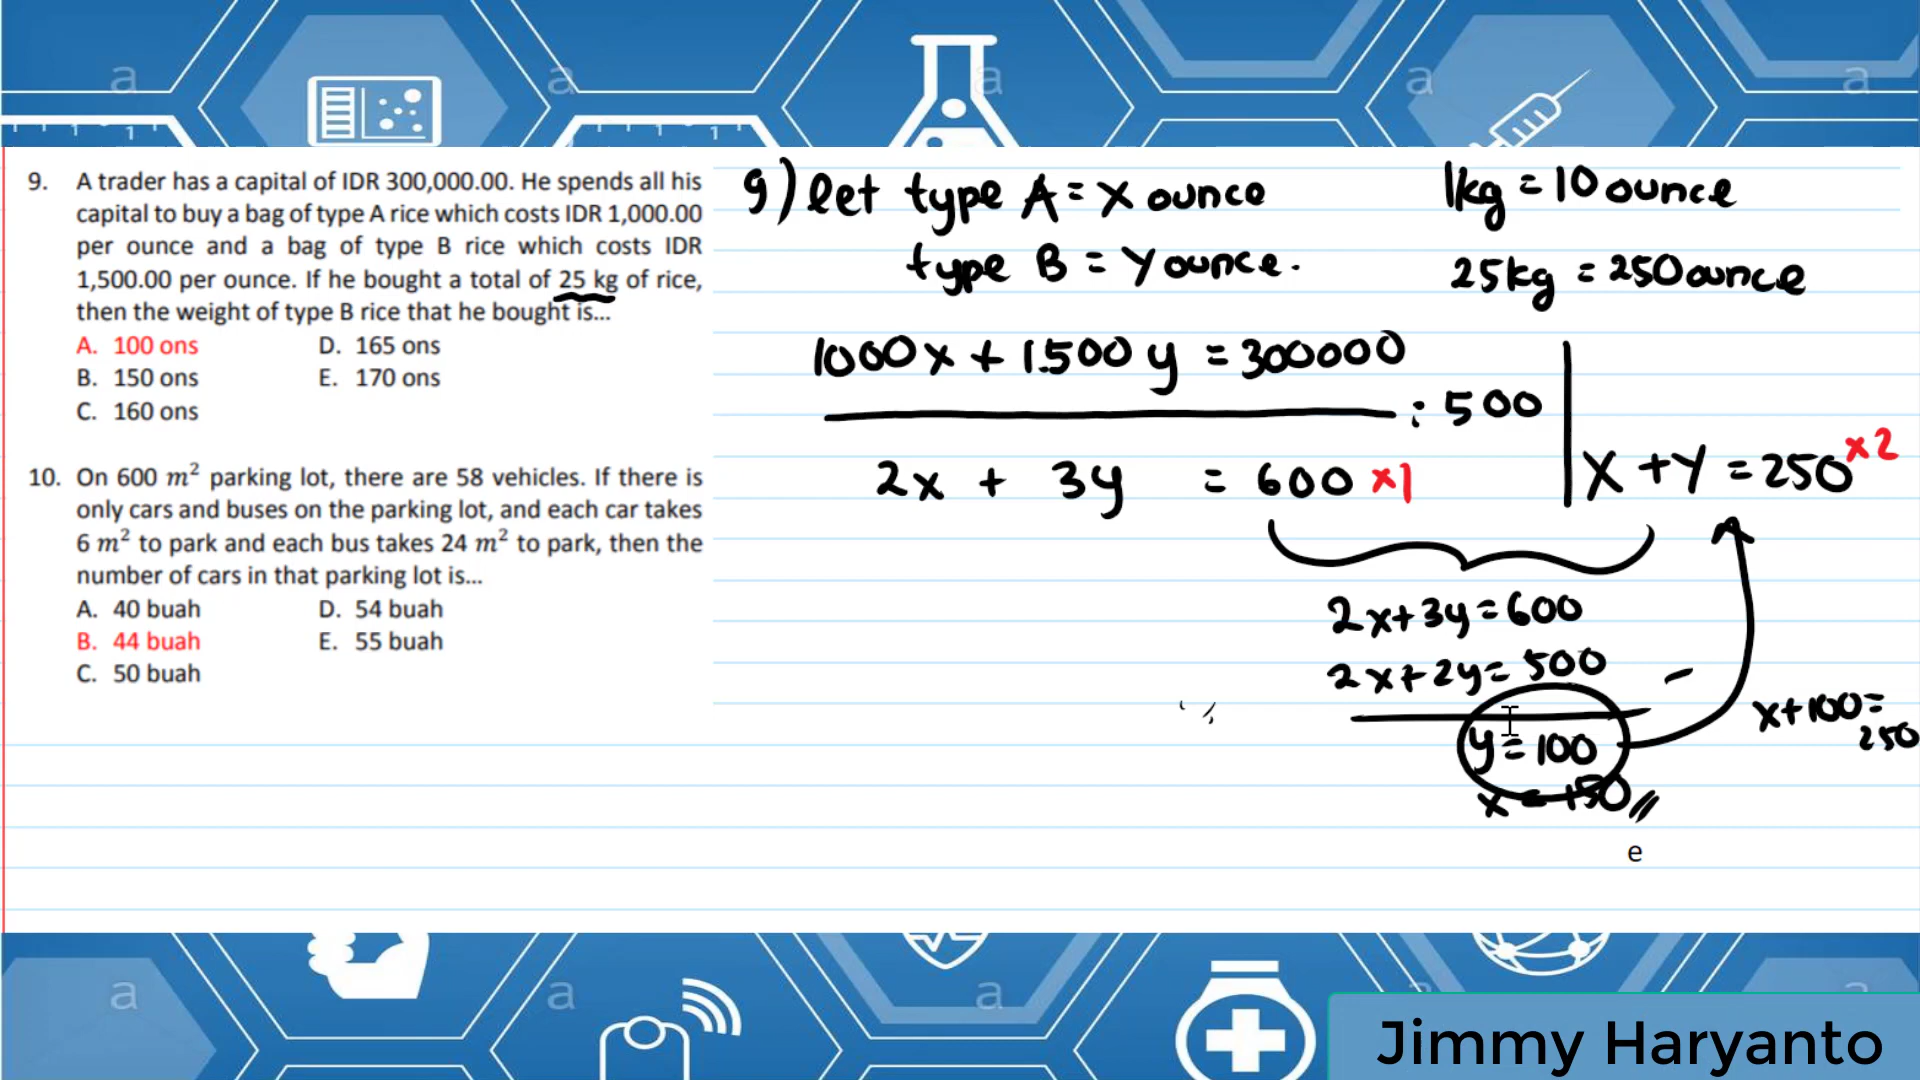 9. A trader has a capital of IDR 300,000.00. He spends all his
capital to buy a bag of type A rice which costs IDR 1,000.00
per ounce and a bag of type B rice which costs IDR
1,500.00 per ounce. If he bought a total of 25 kg of rice,
then the weight of type B rice that he bought is...
A. 100 ons D. 165 ons
B. 150 ons E. 170 ons
C. 160 ons
10. On 600 m² parking lot, there are 58 vehicles. If there is
only cars and buses on the parking lot, and each car takes
6 m² to park and each bus takes 24 m² to park, then the
number of cars in that parking lot is...
A. 40 buah D. 54 buah
B. 44 buah E. 55 buah
C. 50 buah
9) let type A = x ounce
type B = y ounce.
1kg = 10 ounce
25kg = 250 ounce
1000x + 1500y = 300000
: 500
2x + 3y = 600 x1
x + y = 250 x2
2x+3y=600
2x+2y=500 -
y=100
x+100=
250
x = 150
e
Jimmy Haryanto
a a a a a
a a a